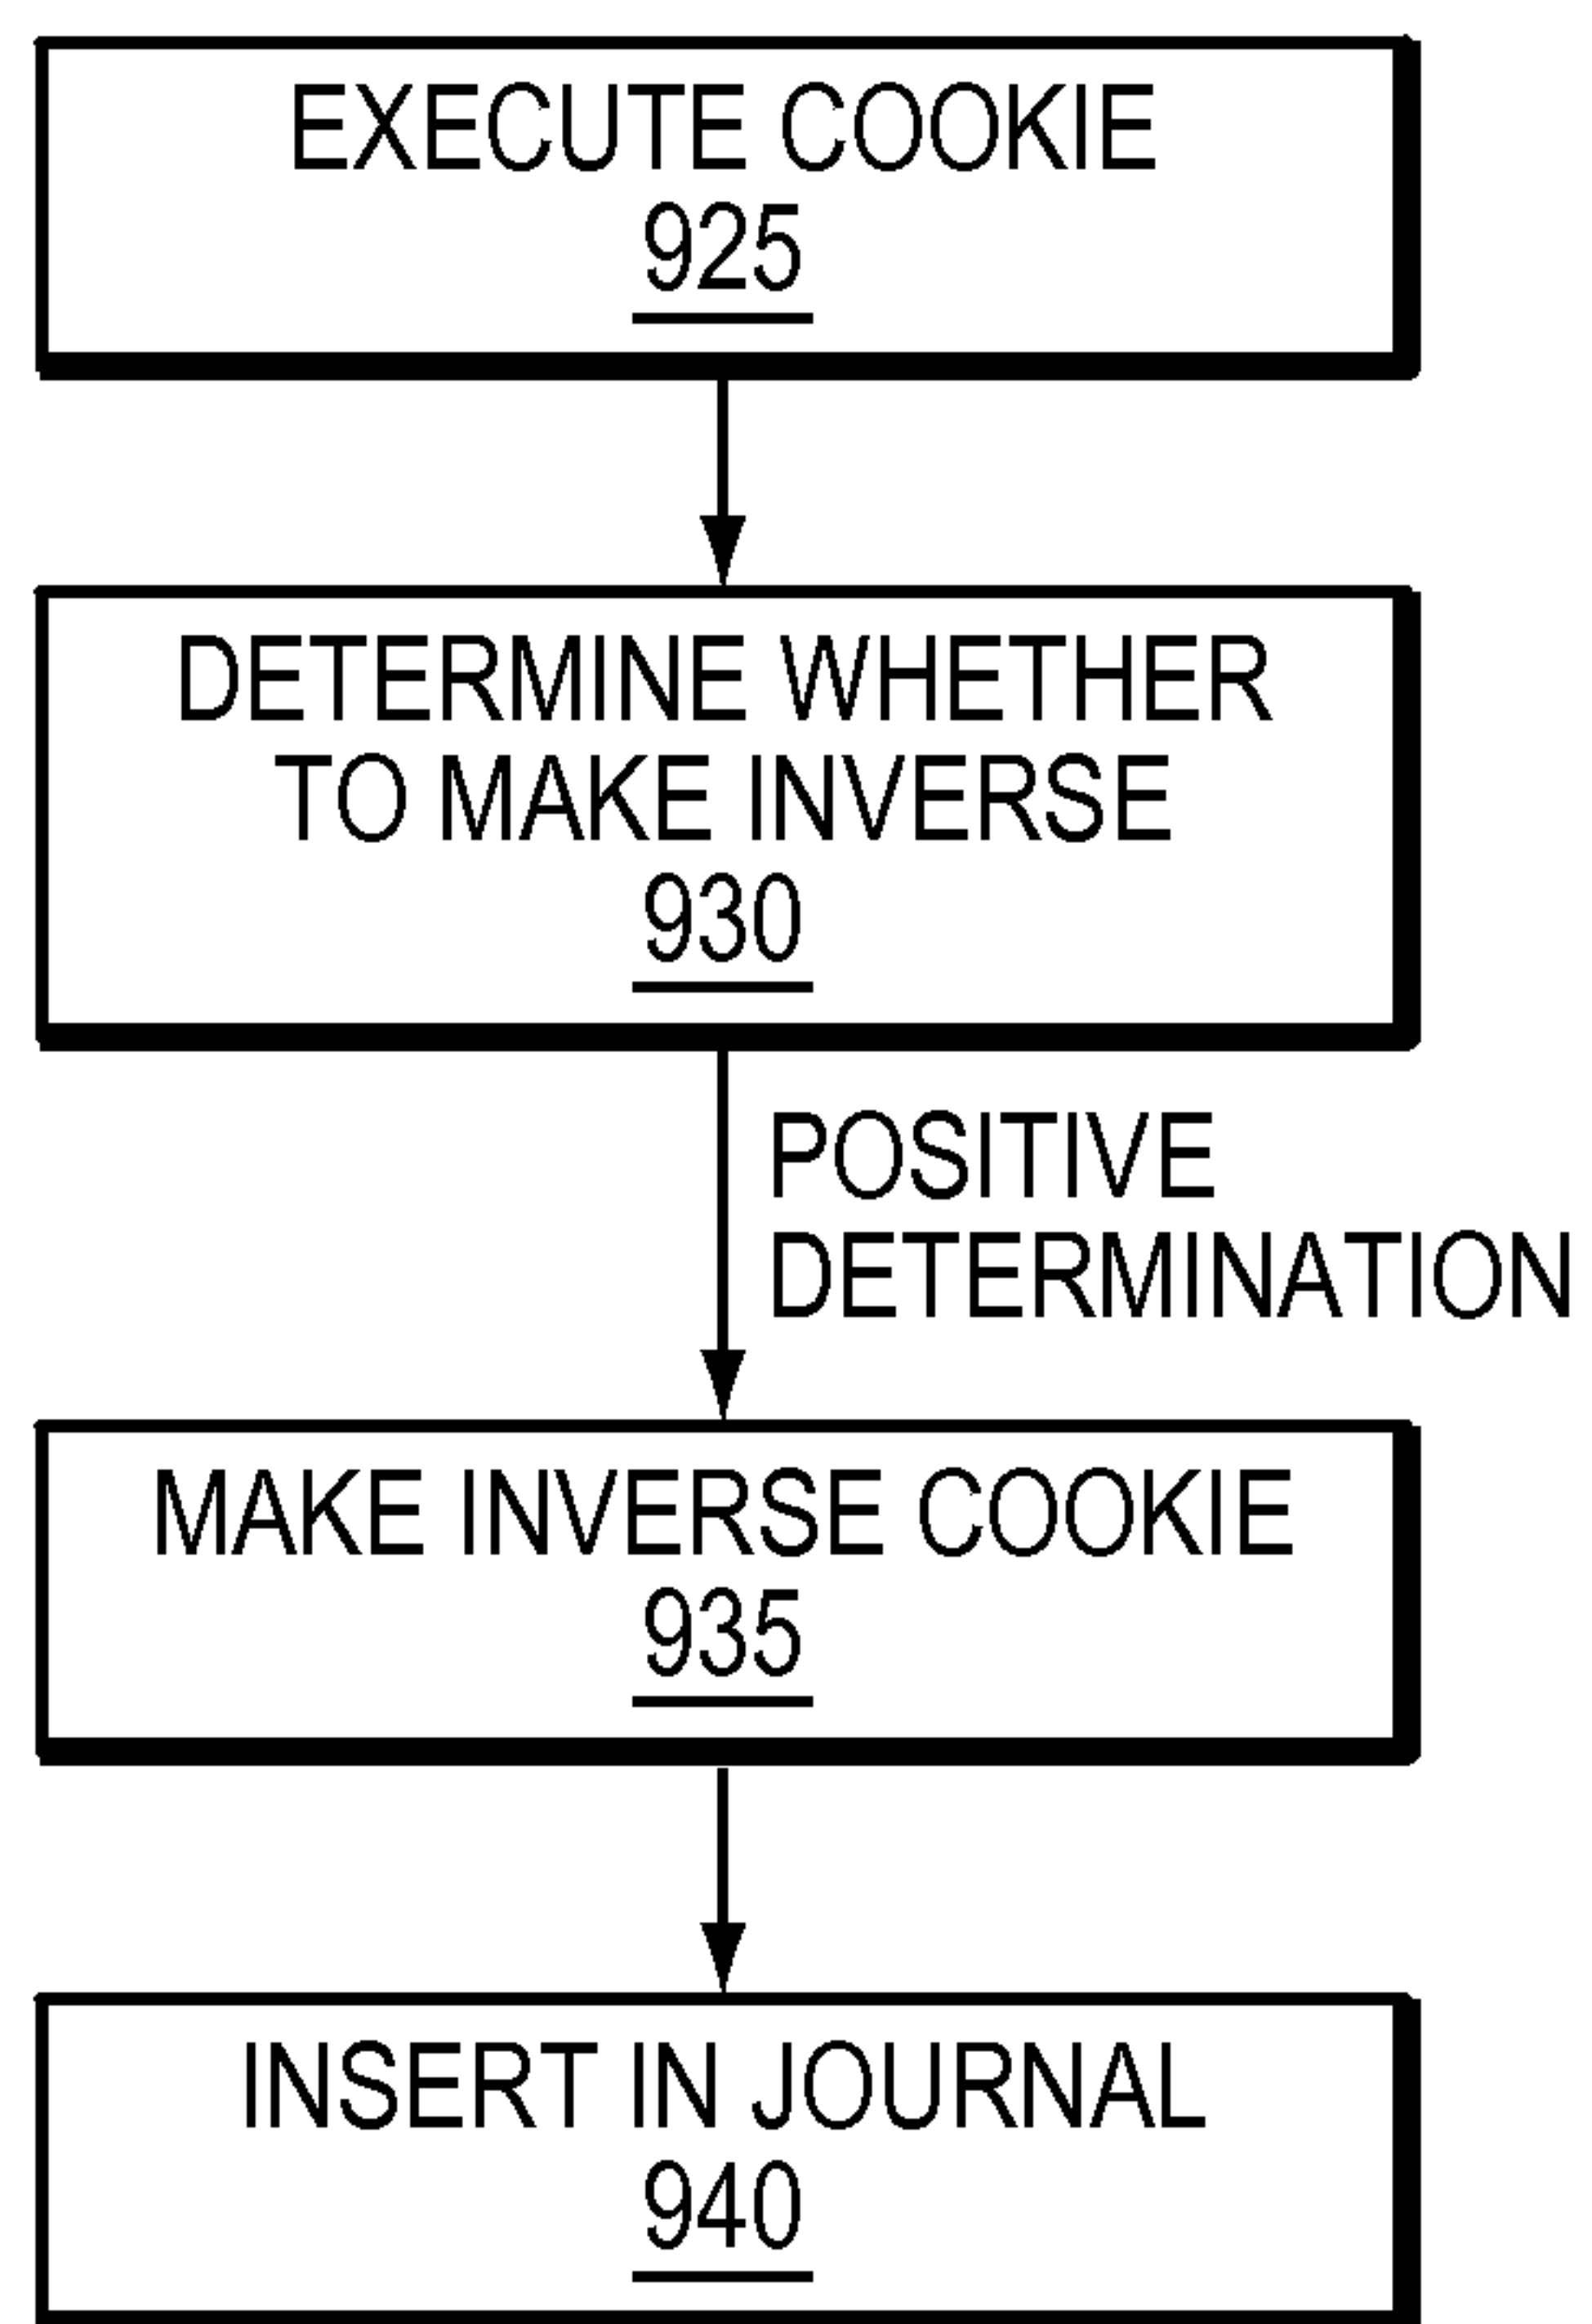 EXECUTE COOKIE
925
DETERMINE WHETHER
TO MAKE INVERSE
930
POSITIVE
DETERMINATION
MAKE INVERSE COOKIE
935
INSERT IN JOURNAL
940